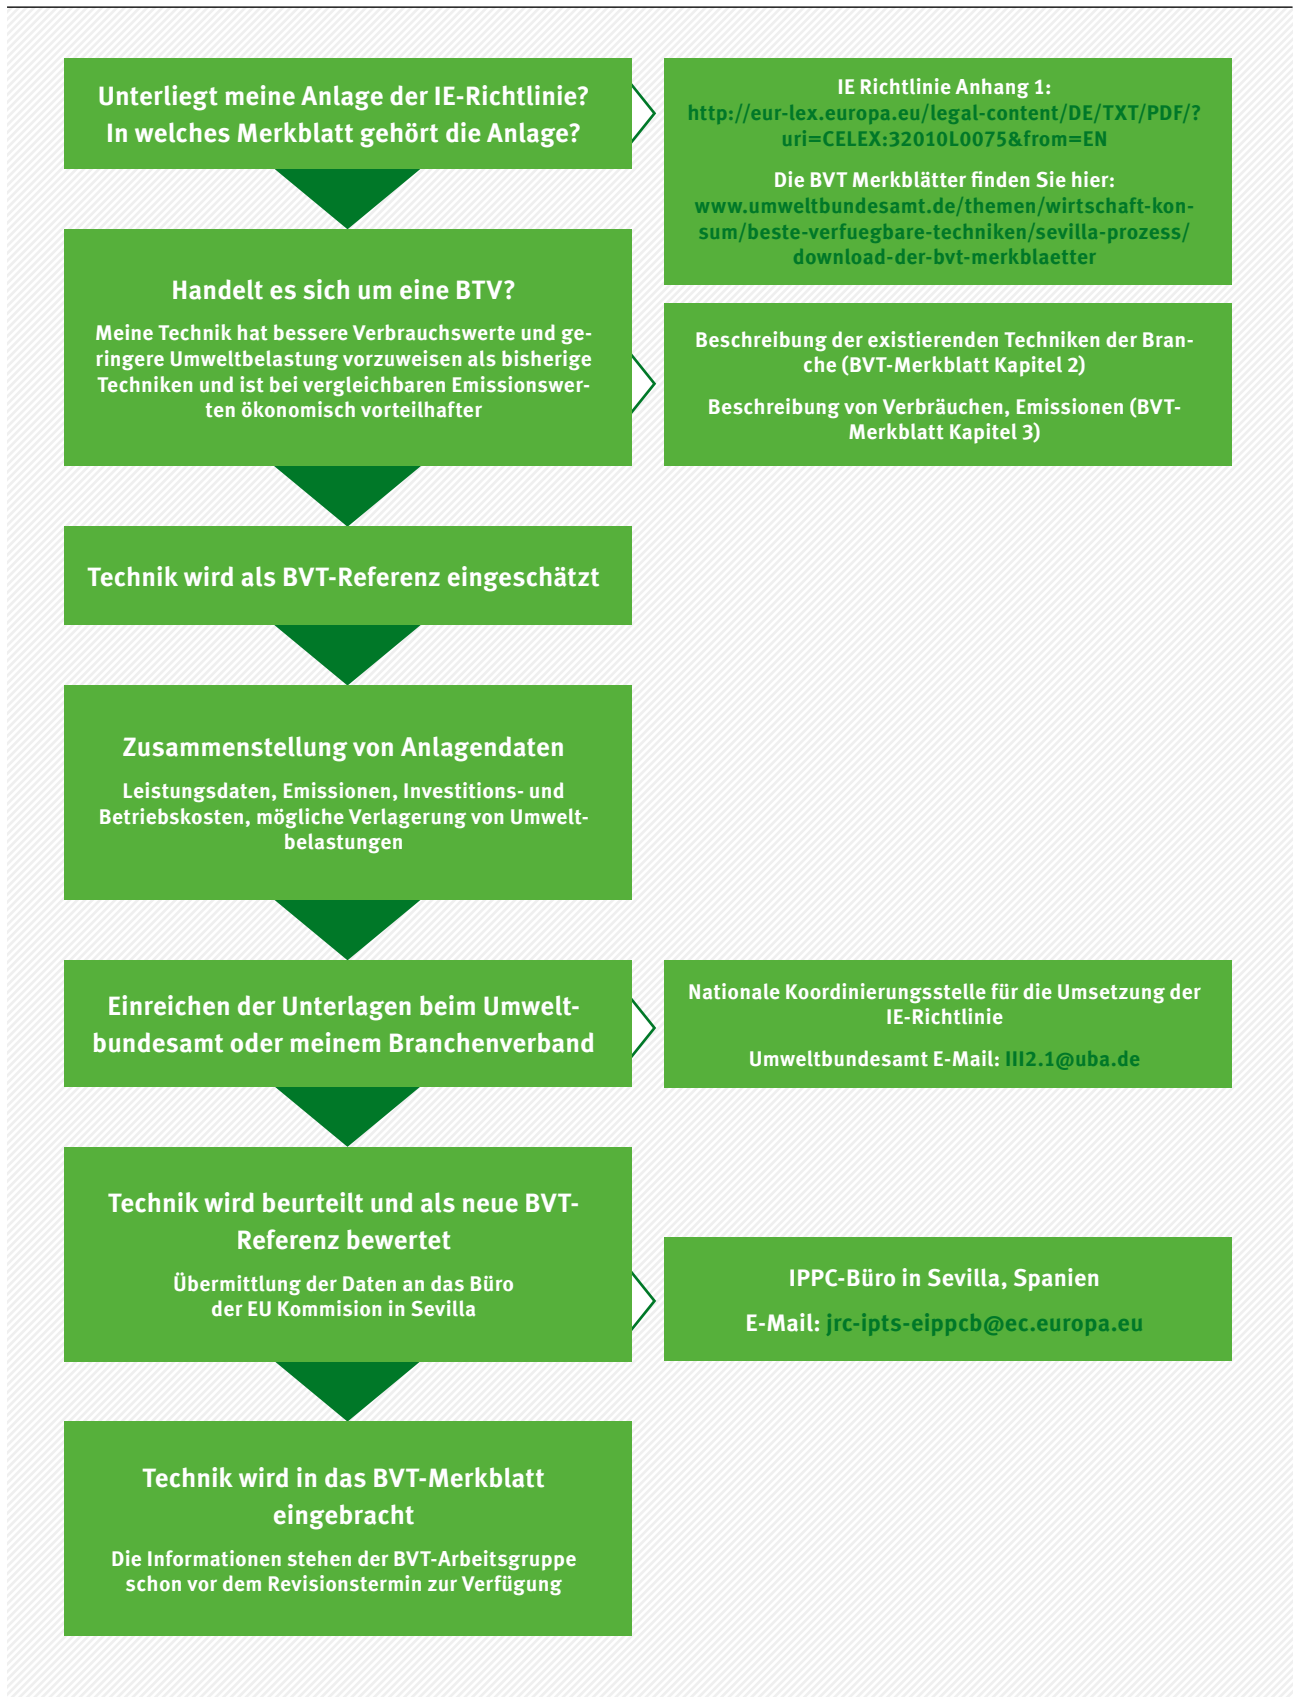 Unterliegt meine Anlage der IE-Richtlinie?
In welches Merkblatt gehört die Anlage?
IE Richtlinie Anhang 1:
http://eur-lex.europa.eu/legal-content/DE/TXT/PDF/?
uri=CELEX:32010L0075&from=EN
Die BVT Merkblätter finden Sie hier:
www.umweltbundesamt.de/themen/wirtschaft-kon-
sum/beste-verfuegbare-techniken/sevilla-prozess/
download-der-bvt-merkblaetter
Handelt es sich um eine BTV?
Meine Technik hat bessere Verbrauchswerte und ge-
ringere Umweltbelastung vorzuweisen als bisherige
Techniken und ist bei vergleichbaren Emissionswer-
ten ökonomisch vorteilhafter
Beschreibung der existierenden Techniken der Bran-
che (BVT-Merkblatt Kapitel 2)
Beschreibung von Verbräuchen, Emissionen (BVT-
Merkblatt Kapitel 3)
Technik wird als BVT-Referenz eingeschätzt
Zusammenstellung von Anlagendaten
Leistungsdaten, Emissionen, Investitions- und
Betriebskosten, mögliche Verlagerung von Umwelt-
belastungen
Einreichen der Unterlagen beim Umwelt-
bundesamt oder meinem Branchenverband
Nationale Koordinierungsstelle für die Umsetzung der
IE-Richtlinie
Umweltbundesamt E-Mail: III2.1@uba.de
Technik wird beurteilt und als neue BVT-
Referenz bewertet
Übermittlung der Daten an das Büro
der EU Kommision in Sevilla
IPPC-Büro in Sevilla, Spanien
E-Mail: jrc-ipts-eippcb@ec.europa.eu
Technik wird in das BVT-Merkblatt
eingebracht
Die Informationen stehen der BVT-Arbeitsgruppe
schon vor dem Revisionstermin zur Verfügung